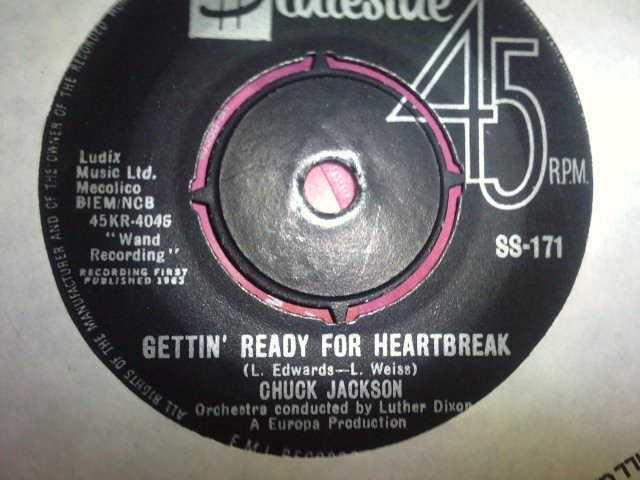 Stateside
45
R.P.M.
Ludix
Music Ltd.
Mecolico
BIEM/NCB
45KR-4046
"Wand
Recording"
RECORDING FIRST
PUBLISHED 1963
SS-171
GETTIN' READY FOR HEARTBREAK
(L. Edwards—L. Weiss)
CHUCK JACKSON
Orchestra conducted by Luther Dixon
A Europa Production
ALL RIGHTS OF THE MANUFACTURER AND OF THE OWNER OF THE RECORDED
E.M.I. RECORDS